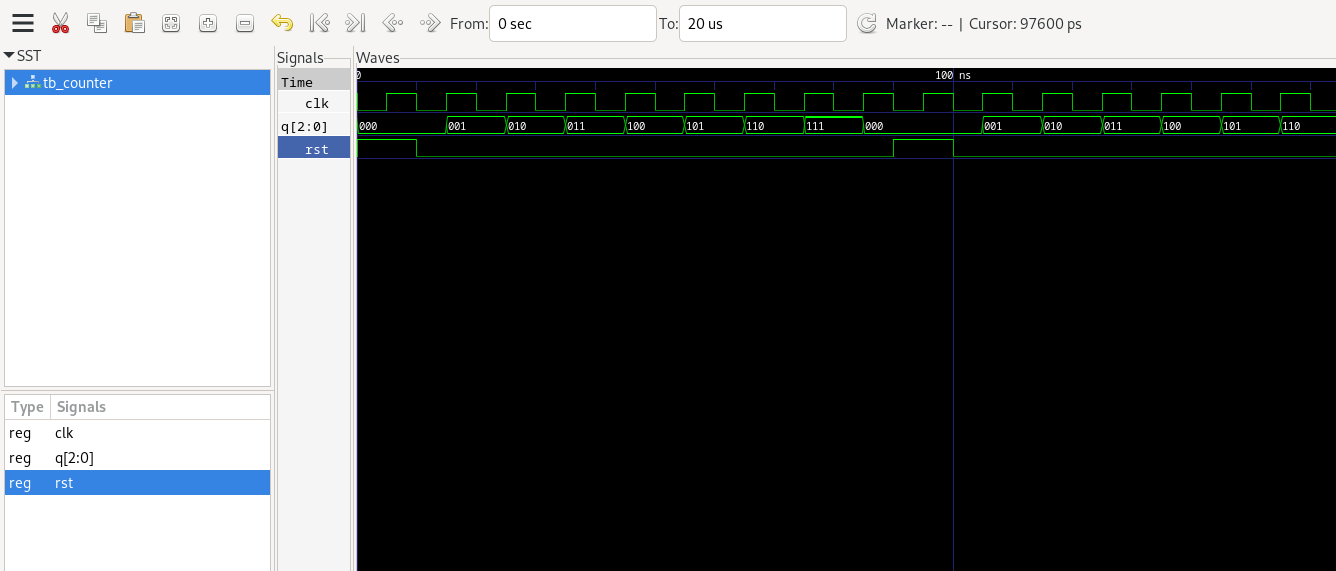 From: 0 sec To: 20 us Marker: -- | Cursor: 97600 ps
SST
tb_counter
Type Signals
reg clk
reg q[2:0]
reg rst
Signals
Time
clk
q[2:0]
rst
Waves
0 100 ns
000 001 010 011 100 101 110 111 000 001 010 011 100 101 110